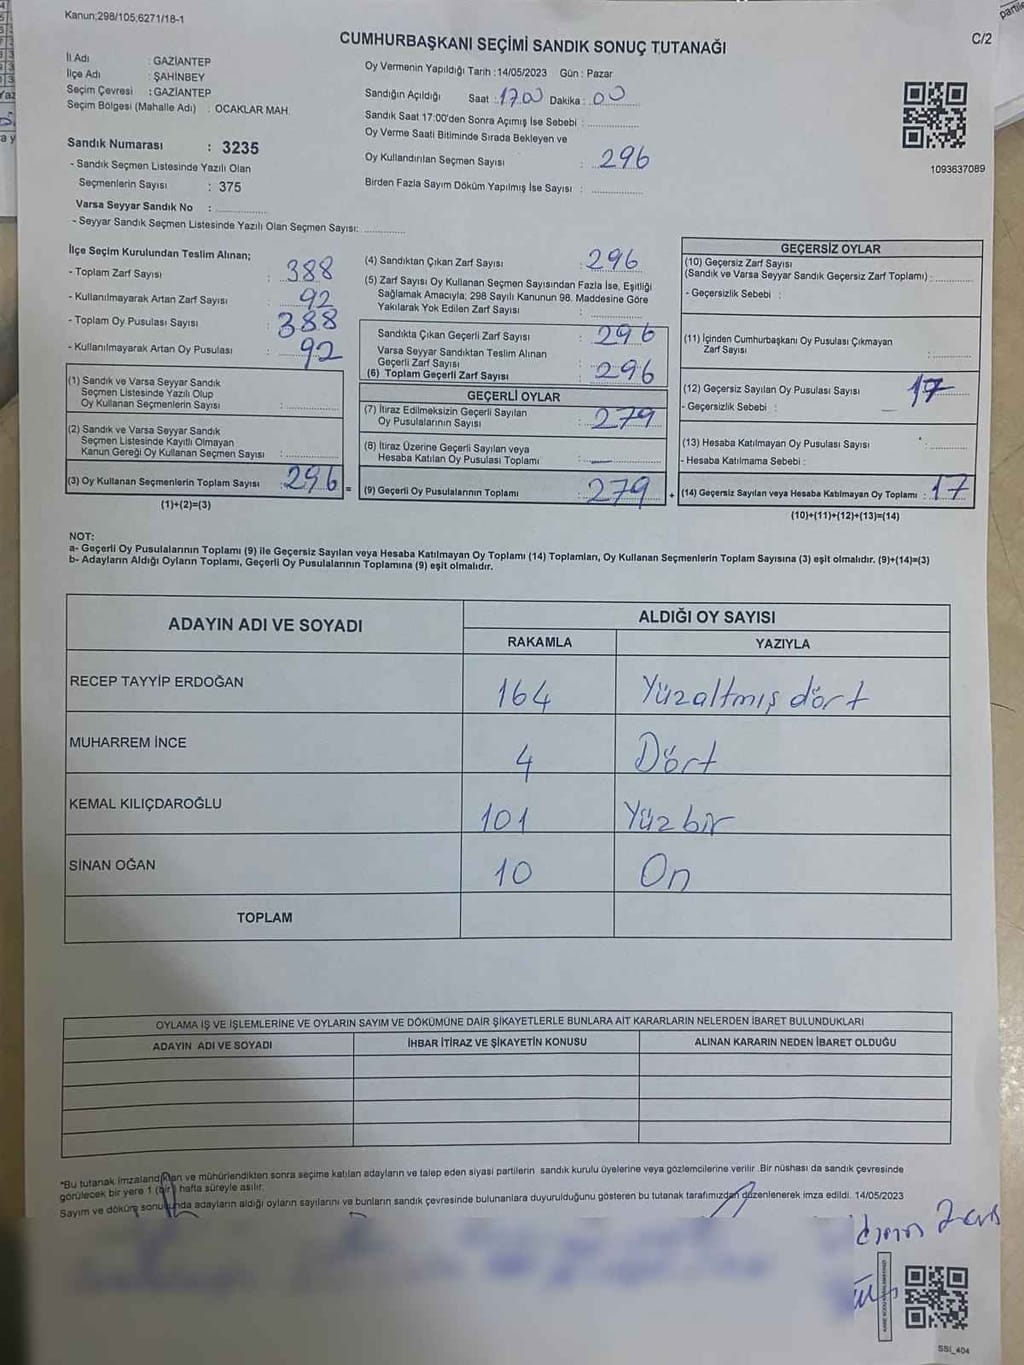 Kanun;298/105;6271/18-1
C/2
CUMHURBAŞKANI SEÇİMİ SANDIK SONUÇ TUTANAĞI
İl Adı : GAZİANTEP
İlçe Adı : ŞAHİNBEY
Seçim Çevresi : GAZİANTEP
Seçim Bölgesi (Mahalle Adı) : OCAKLAR MAH.
Sandık Numarası : 3235
- Sandık Seçmen Listesinde Yazılı Olan
Seçmenlerin Sayısı : 375
Varsa Seyyar Sandık No : ................
- Seyyar Sandık Seçmen Listesinde Yazılı Olan Seçmen Sayısı: ............
Oy Vermenin Yapıldığı Tarih :14/05/2023 Gün : Pazar
Sandığın Açıldığı Saat : 17.00 Dakika : 00
Sandık Saat 17:00'den Sonra Açımış İse Sebebi : ................
Oy Verme Saati Bitiminde Sırada Bekleyen ve
Oy Kullandırılan Seçmen Sayısı : 296
Birden Fazla Sayım Döküm Yapılmış İse Sayısı : ................
1093637089
İlçe Seçim Kurulundan Teslim Alınan;
- Toplam Zarf Sayısı : 388
- Kullanılmayarak Artan Zarf Sayısı : 92
- Toplam Oy Pusulası Sayısı : 388
- Kullanılmayarak Artan Oy Pusulası : 92
(1) Sandık ve Varsa Seyyar Sandık
Seçmen Listesinde Yazılı Olup
Oy Kullanan Seçmenlerin Sayısı : ................
(2) Sandık ve Varsa Seyyar Sandık
Seçmen Listesinde Kayıtlı Olmayan
Kanun Gereği Oy Kullanan Seçmen Sayısı : ................
(3) Oy Kullanan Seçmenlerin Toplam Sayısı : 296 =
(1)+(2)=(3)
(4) Sandıktan Çıkan Zarf Sayısı : 296
(5) Zarf Sayısı Oy Kullanan Seçmen Sayısından Fazla İse, Eşitliği
Sağlamak Amacıyla; 298 Sayılı Kanunun 98. Maddesine Göre
Yakılarak Yok Edilen Zarf Sayısı : ................
Sandıkta Çıkan Geçerli Zarf Sayısı : 296
Varsa Seyyar Sandıktan Teslim Alınan
Geçerli Zarf Sayısı
(6) Toplam Geçerli Zarf Sayısı : 296
GEÇERLİ OYLAR
(7) İtiraz Edilmeksizin Geçerli Sayılan
Oy Pusulalarının Sayısı : 279
(8) İtiraz Üzerine Geçerli Sayılan veya
Hesaba Katılan Oy Pusulası Toplamı : —
(9) Geçerli Oy Pusulalarının Toplamı : 279 +
GEÇERSİZ OYLAR
(10) Geçersiz Zarf Sayısı
(Sandık ve Varsa Seyyar Sandık Geçersiz Zarf Toplamı) : ............
- Geçersizlik Sebebi :
(11) İçinden Cumhurbaşkanı Oy Pusulası Çıkmayan
Zarf Sayısı : ............
(12) Geçersiz Sayılan Oy Pusulası Sayısı : 17
- Geçersizlik Sebebi : —
(13) Hesaba Katılmayan Oy Pusulası Sayısı : ............
- Hesaba Katılmama Sebebi :
(14) Geçersiz Sayılan veya Hesaba Katılmayan Oy Toplamı : 17
(10)+(11)+(12)+(13)=(14)
NOT:
a- Geçerli Oy Pusulalarının Toplamı (9) ile Geçersiz Sayılan veya Hesaba Katılmayan Oy Toplamı (14) Toplamları, Oy Kullanan Seçmenlerin Toplam Sayısına (3) eşit olmalıdır. (9)+(14)=(3)
b- Adayların Aldığı Oyların Toplamı, Geçerli Oy Pusulalarının Toplamına (9) eşit olmalıdır.
ADAYIN ADI VE SOYADI
ALDIĞI OY SAYISI
RAKAMLA YAZIYLA
RECEP TAYYİP ERDOĞAN 164 Yüzaltmış dört
MUHARREM İNCE 4 Dört
KEMAL KILIÇDAROĞLU 101 Yüz bir
SİNAN OĞAN 10 On
TOPLAM
OYLAMA İŞ VE İŞLEMLERİNE VE OYLARIN SAYIM VE DÖKÜMÜNE DAİR ŞİKAYETLERLE BUNLARA AİT KARARLARIN NELERDEN İBARET BULUNDUKLARI
ADAYIN ADI VE SOYADI İHBAR İTİRAZ VE ŞİKAYETİN KONUSU ALINAN KARARIN NEDEN İBARET OLDUĞU
*Bu tutanak imzalandıktan ve mühürlendikten sonra seçime katılan adayların ve talep eden siyasi partilerin sandık kurulu üyelerine veya gözlemcilerine verilir .Bir nüshası da sandık çevresinde
görülecek bir yere 1 (bir) hafta süreyle asılır.
Sayım ve döküm sonucunda adayların aldığı oyların sayılarını ve bunların sandık çevresinde bulunanlara duyurulduğunu gösteren bu tutanak tarafımızdan düzenlenerek imza edildi. 14/05/2023
SSİ_404